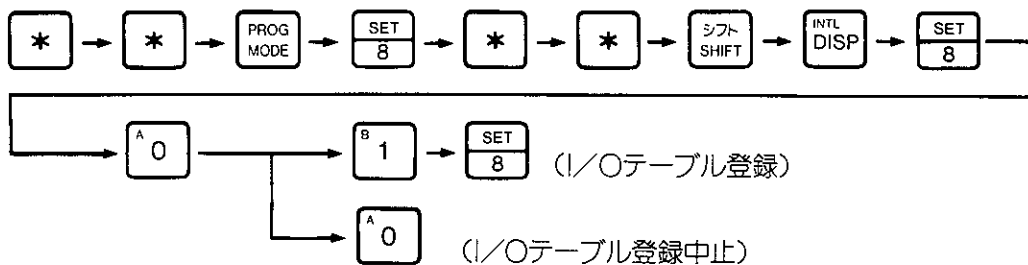 * → * → PROG MODE → SET 8 → * → * → シフト SHIFT → INTL DISP → SET 8
A 0 → B 1 → SET 8 (I/Oテーブル登録)
A 0 (I/Oテーブル登録中止)